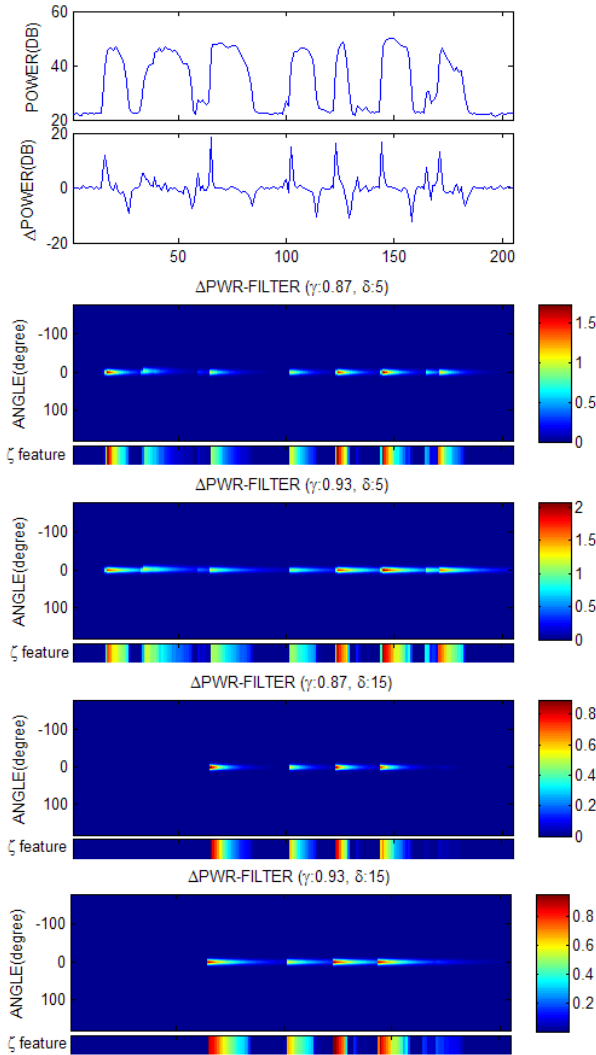 60
40
20
POWER(DB)
20
0
-20
ΔPOWER(DB)
50
100
150
200
ΔPWR-FILTER (γ:0.87, δ:5)
-100
0
100
ANGLE(degree)
1.5
1
0.5
0
ζ feature
ΔPWR-FILTER (γ:0.93, δ:5)
-100
0
100
ANGLE(degree)
2
1.5
1
0.5
0
ζ feature
ΔPWR-FILTER (γ:0.87, δ:15)
-100
0
100
ANGLE(degree)
0.8
0.6
0.4
0.2
0
ζ feature
ΔPWR-FILTER (γ:0.93, δ:15)
-100
0
100
ANGLE(degree)
0.8
0.6
0.4
0.2
ζ feature